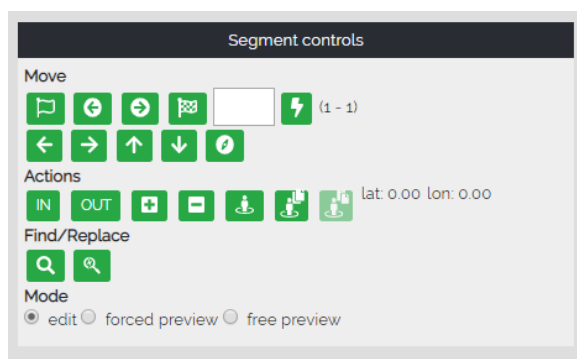 Segment controls
Move
(1 - 1)
Actions
IN OUT lat: 0.00 lon: 0.00
Find/Replace
Mode
edit forced preview free preview